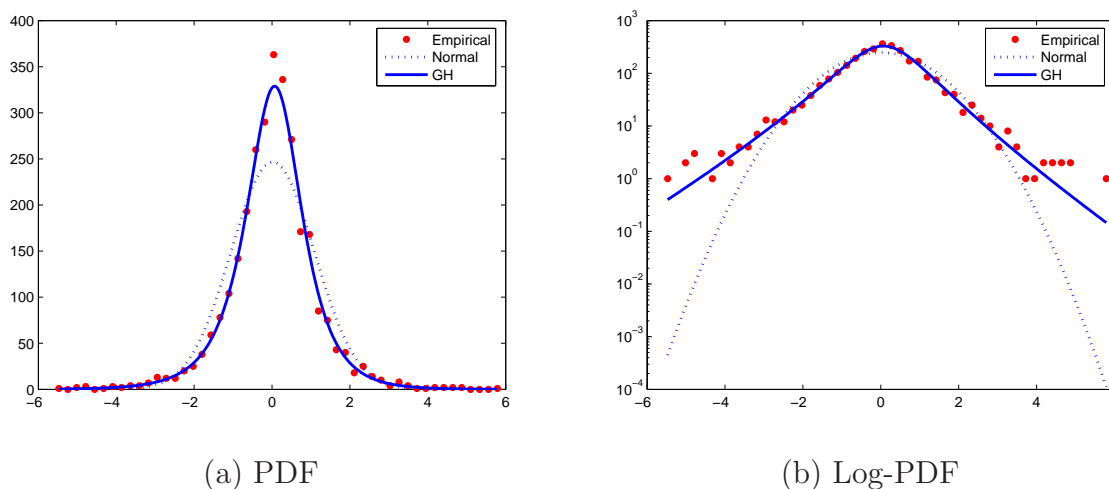 400
350
300
250
200
150
100
50
0
−6 −4 −2 0 2 4 6
Empirical
Normal
GH
(a) PDF
10^3
10^2
10^1
10^0
10^−1
10^−2
10^−3
10^−4
−6 −4 −2 0 2 4
Empirical
Normal
GH
(b) Log-PDF